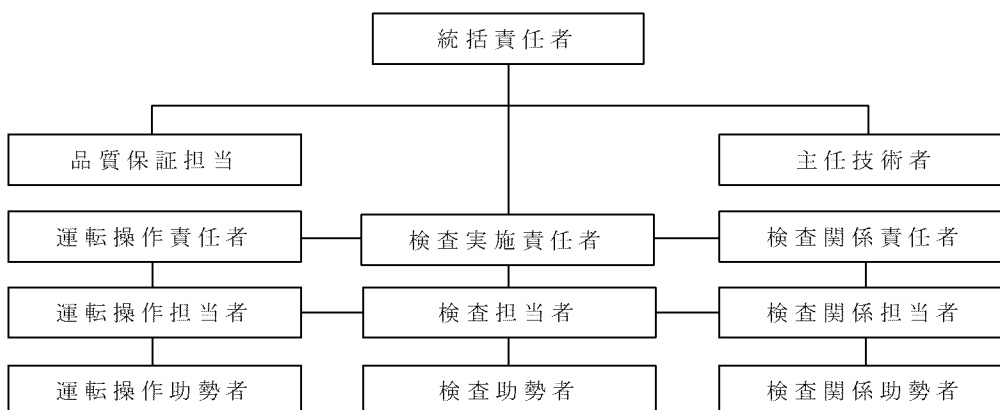 統括責任者
品質保証担当
主任技術者
運転操作責任者
検査実施責任者
検査関係責任者
運転操作担当者
検査担当者
検査関係担当者
運転操作助勢者
検査助勢者
検査関係助勢者